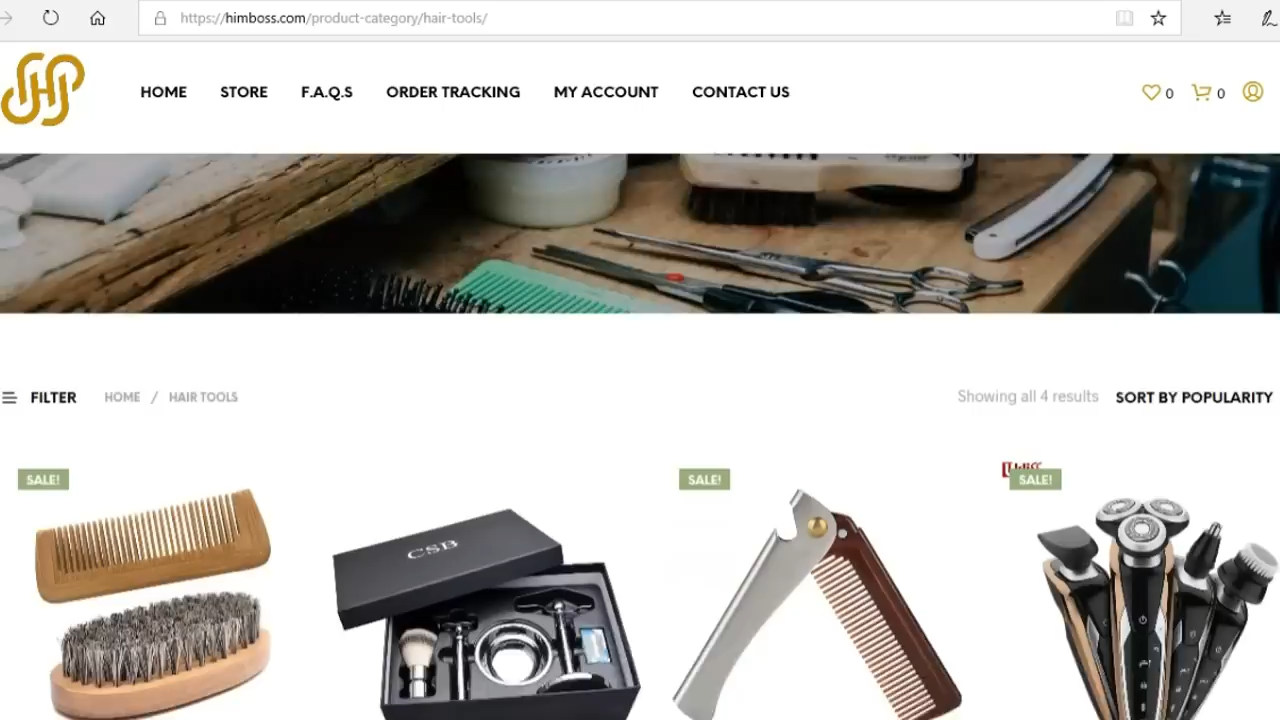 https://himboss.com/product-category/hair-tools/
HOME STORE F.A.Q.S ORDER TRACKING MY ACCOUNT CONTACT US
0 0
FILTER HOME / HAIR TOOLS Showing all 4 results SORT BY POPULARITY
SALE! SALE! SALE!
CSB